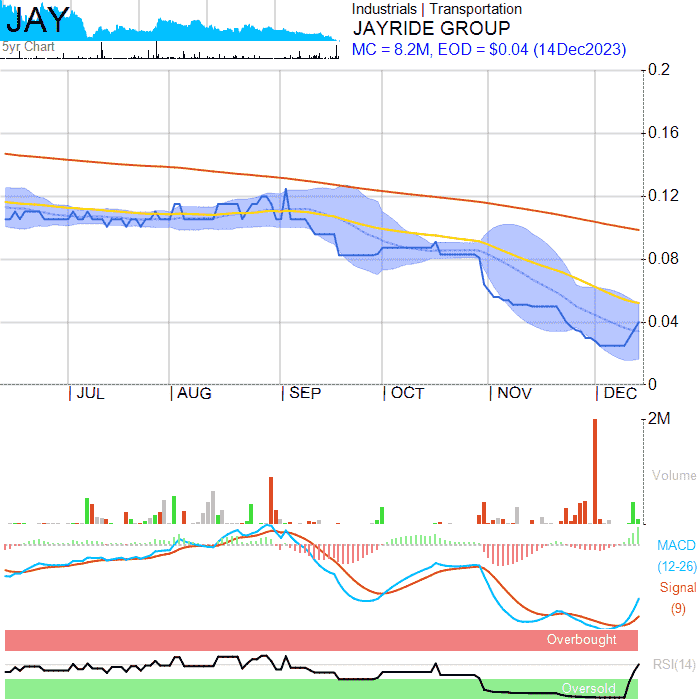 JAY
5yr Chart
Industrials | Transportation
JAYRIDE GROUP
MC = 8.2M, EOD = $0.04 (14Dec2023)
0.2
0.16
0.12
0.08
0.04
0
JUL AUG SEP OCT NOV DEC
2M
Volume
MACD
(12-26)
Signal
(9)
Overbought
RSI(14)
Oversold